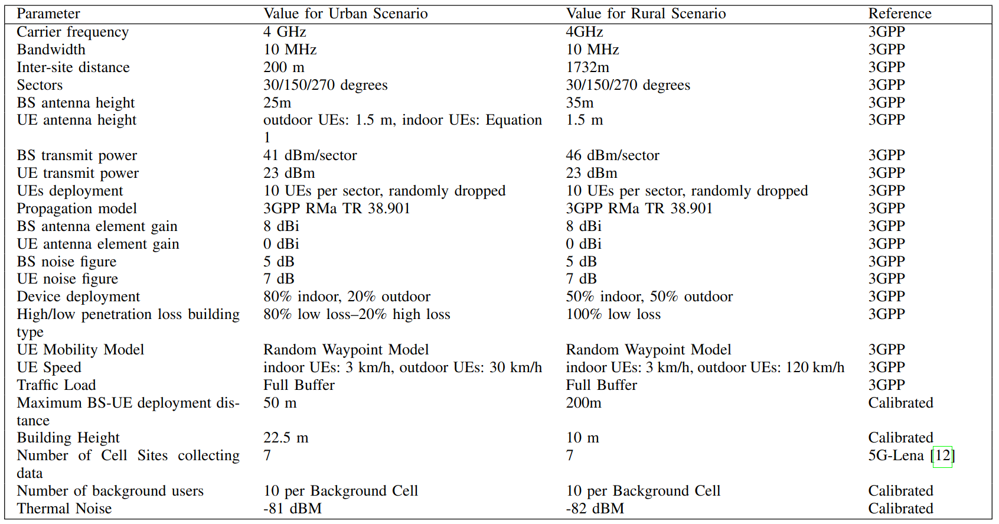 Parameter Value for Urban Scenario Value for Rural Scenario Reference
Carrier frequency 4 GHz 4GHz 3GPP
Bandwidth 10 MHz 10 MHz 3GPP
Inter-site distance 200 m 1732m 3GPP
Sectors 30/150/270 degrees 30/150/270 degrees 3GPP
BS antenna height 25m 35m 3GPP
UE antenna height outdoor UEs: 1.5 m, indoor UEs: Equation 1.5 m 3GPP
1
BS transmit power 41 dBm/sector 46 dBm/sector 3GPP
UE transmit power 23 dBm 23 dBm 3GPP
UEs deployment 10 UEs per sector, randomly dropped 10 UEs per sector, randomly dropped 3GPP
Propagation model 3GPP RMa TR 38.901 3GPP RMa TR 38.901 3GPP
BS antenna element gain 8 dBi 8 dBi 3GPP
UE antenna element gain 0 dBi 0 dBi 3GPP
BS noise figure 5 dB 5 dB 3GPP
UE noise figure 7 dB 7 dB 3GPP
Device deployment 80% indoor, 20% outdoor 50% indoor, 50% outdoor 3GPP
High/low penetration loss building 80% low loss–20% high loss 100% low loss 3GPP
type
UE Mobility Model Random Waypoint Model Random Waypoint Model 3GPP
UE Speed indoor UEs: 3 km/h, outdoor UEs: 30 km/h indoor UEs: 3 km/h, outdoor UEs: 120 km/h 3GPP
Traffic Load Full Buffer Full Buffer 3GPP
Maximum BS-UE deployment dis- 50 m 200m Calibrated
tance
Building Height 22.5 m 10 m Calibrated
Number of Cell Sites collecting 7 7 5G-Lena [12]
data
Number of background users 10 per Background Cell 10 per Background Cell Calibrated
Thermal Noise -81 dBM -82 dBM Calibrated